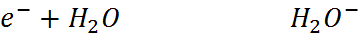 e⁻ + H₂O H₂O⁻